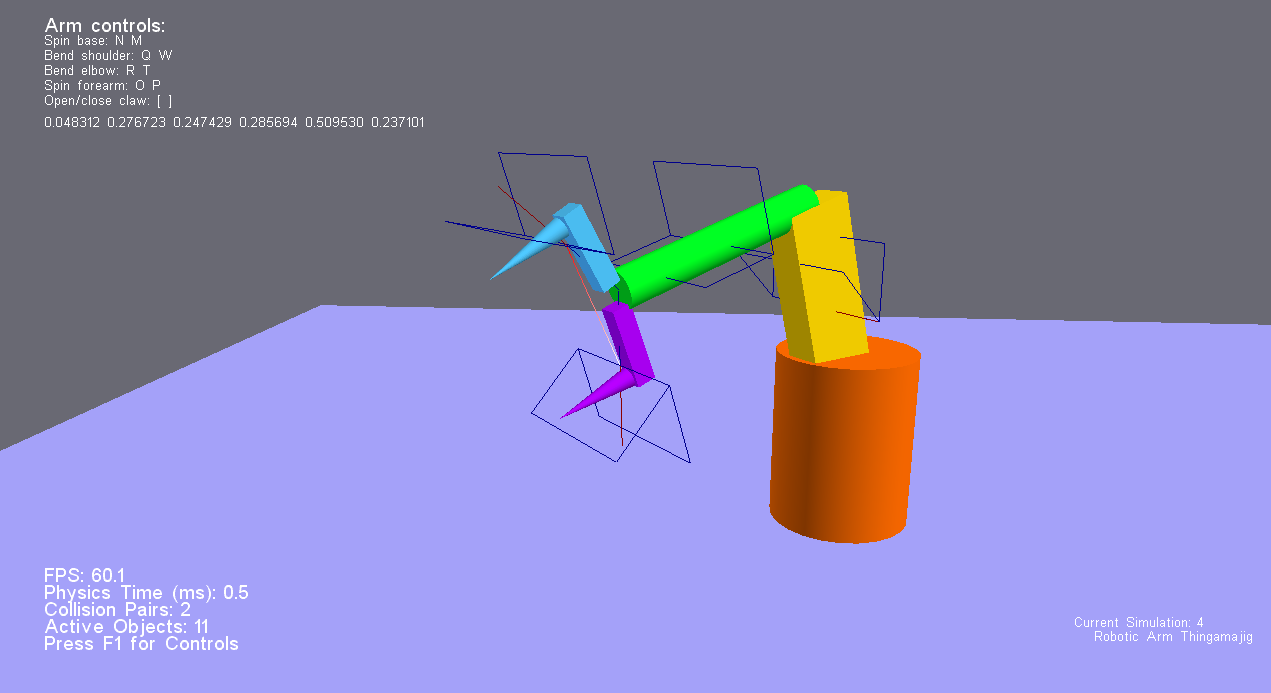 Arm controls:
Spin base: N M
Bend shoulder: Q W
Bend elbow: R T
Spin forearm: O P
Open/close claw: [ ]
0.048312 0.276723 0.247429 0.285694 0.509530 0.237101
FPS: 60.1
Physics Time (ms): 0.5
Collision Pairs: 2
Active Objects: 11
Press F1 for Controls
Current Simulation: 4
Robotic Arm Thingamajig